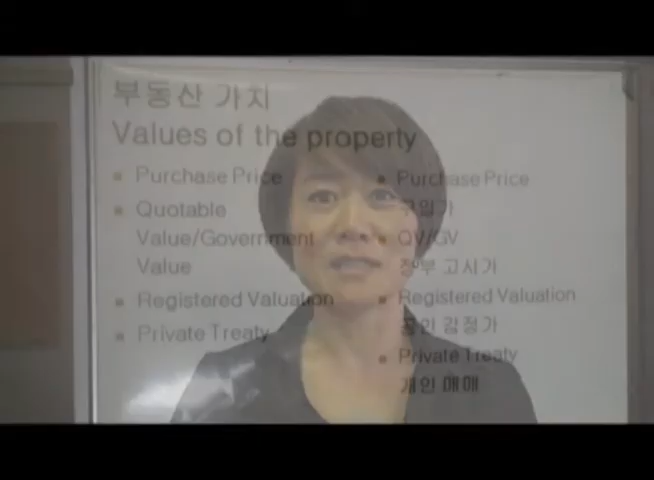 부동산 가치
Values of the property
Purchase Price
Quotable
Value/Government
Value
Registered Valuation
Private Treaty
Purchase Price
구입가
QV/GV
정부 고시가
Registered Valuation
공인 감정가
Private Treaty
개인 매매